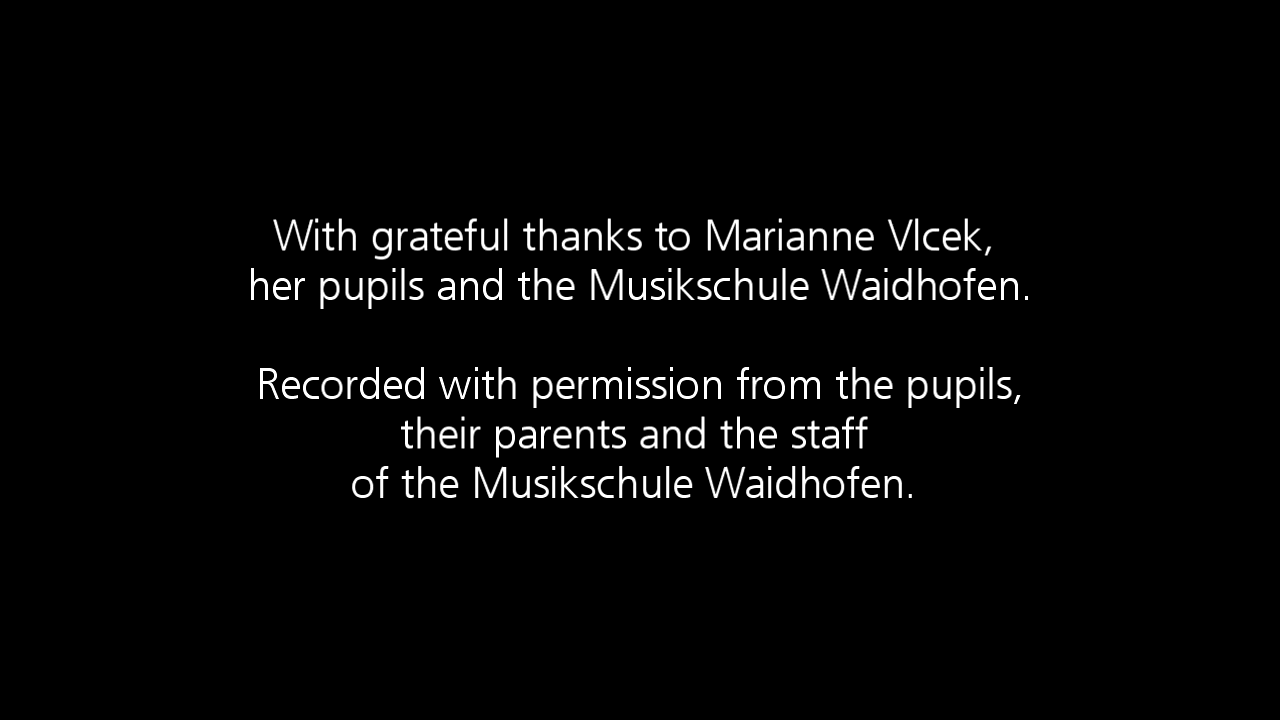 With grateful thanks to Marianne Vlcek,
her pupils and the Musikschule Waidhofen.
Recorded with permission from the pupils,
their parents and the staff
of the Musikschule Waidhofen.